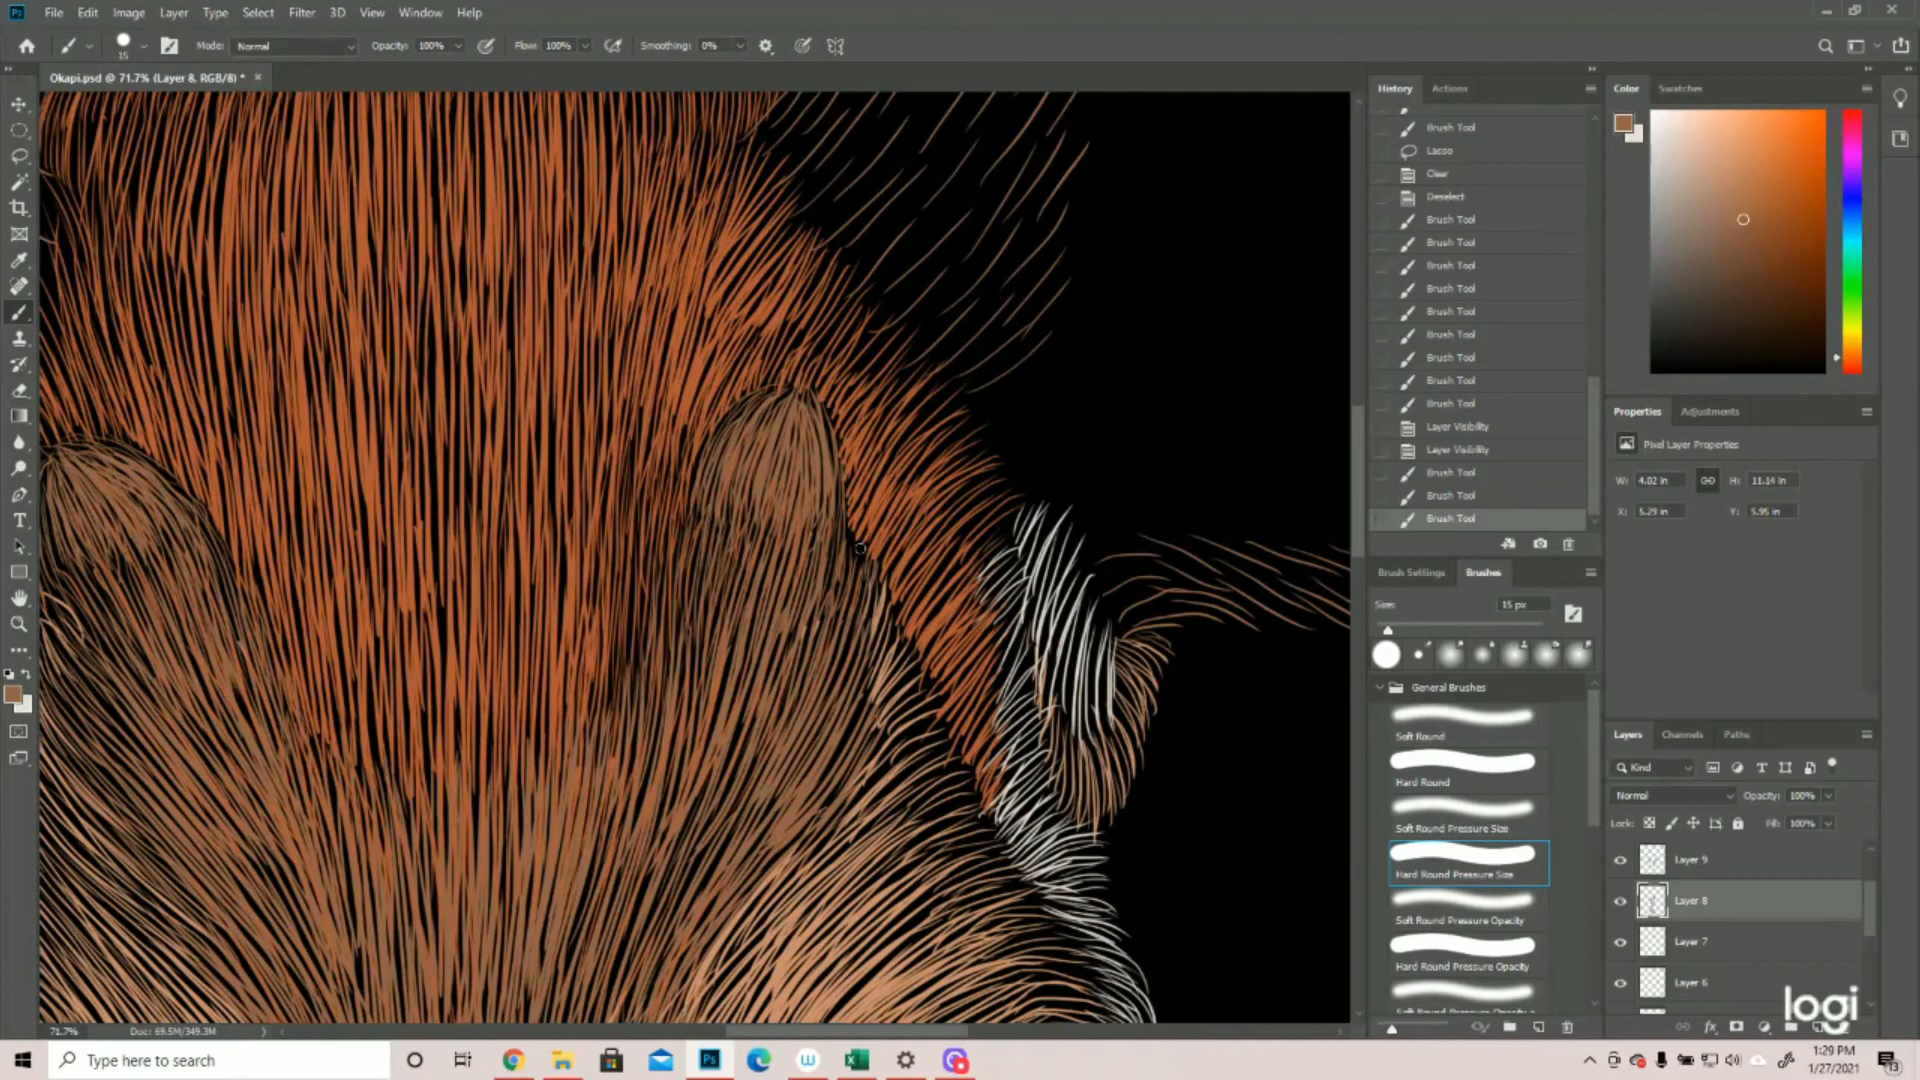 Ps File Edit Image Layer Type Select Filter 3D View Window Help
15 Mode: Normal Opacity: 100% Flow: 100% Smoothing: 0%
Okapi.psd @ 71.7% (Layer 8, RGB/8) *
History Actions
Brush Tool
Lasso
Clear
Deselect
Brush Tool
Brush Tool
Brush Tool
Brush Tool
Brush Tool
Brush Tool
Brush Tool
Brush Tool
Brush Tool
Layer Visibility
Layer Visibility
Brush Tool
Brush Tool
Brush Tool
Brush Settings Brushes
Size: 15 px
General Brushes
Soft Round
Hard Round
Soft Round Pressure Size
Hard Round Pressure Size
Soft Round Pressure Opacity
Hard Round Pressure Opacity
Color Swatches
Properties Adjustments
Pixel Layer Properties
W: 4.02 in H: 11.14 in
X: 5.29 in Y: 5.95 in
Layers Channels Paths
Kind
Normal Opacity: 100%
Lock: Fill: 100%
Layer 9
Layer 8
Layer 7
Layer 6
logi
71.7% Doc: 69.5M/349.3M
Type here to search
Ps
1:29 PM
1/27/2021
13